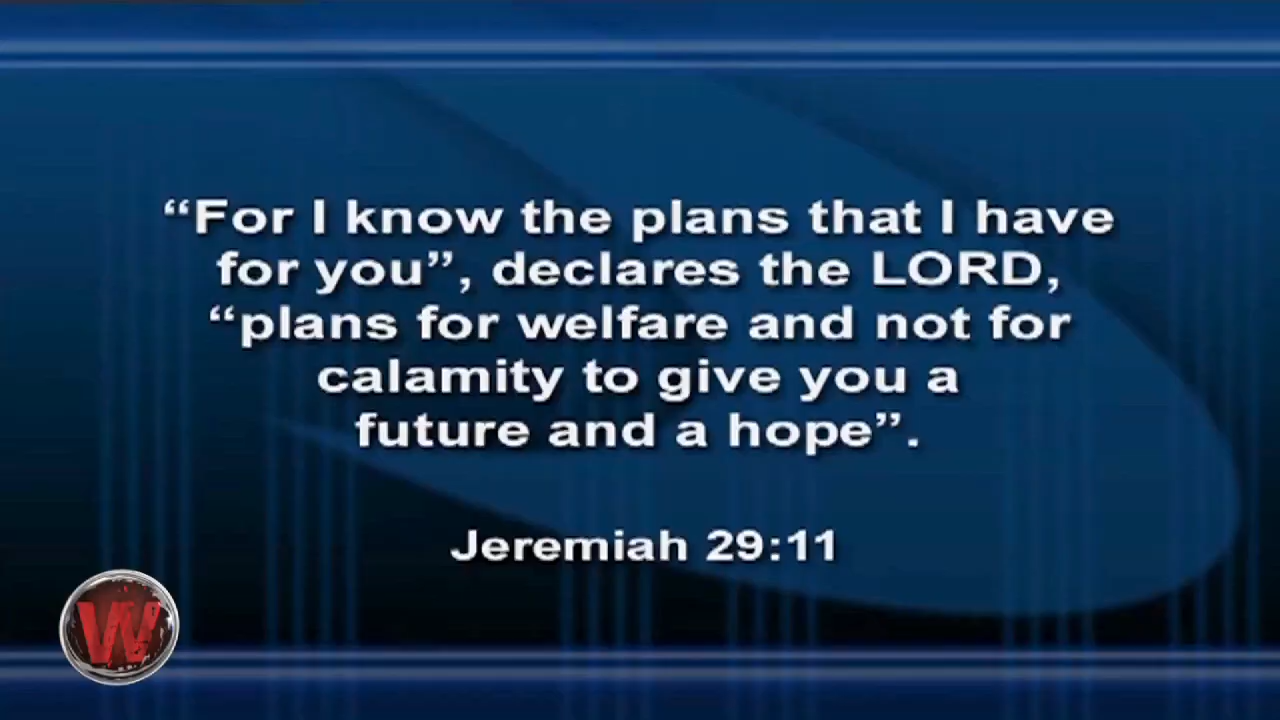 “For I know the plans that I have
for you”, declares the LORD,
“plans for welfare and not for
calamity to give you a
future and a hope”.
Jeremiah 29:11
W